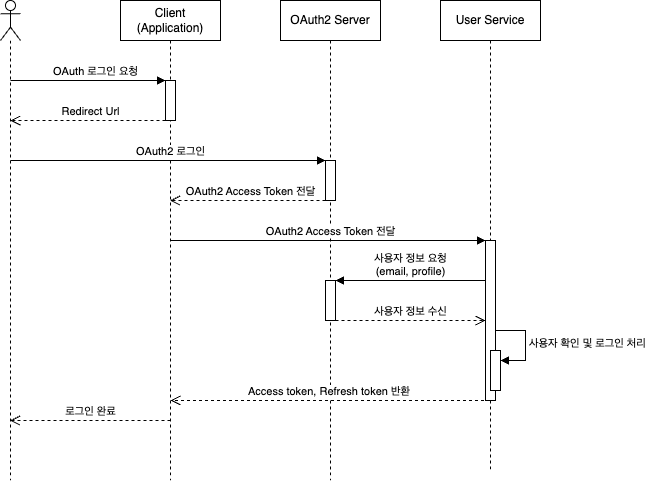 Client
(Application)
OAuth2 Server
User Service
OAuth 로그인 요청
Redirect Url
OAuth2 로그인
OAuth2 Access Token 전달
OAuth2 Access Token 전달
사용자 정보 요청
(email, profile)
사용자 정보 수신
사용자 확인 및 로그인 처리
Access token, Refresh token 반환
로그인 완료